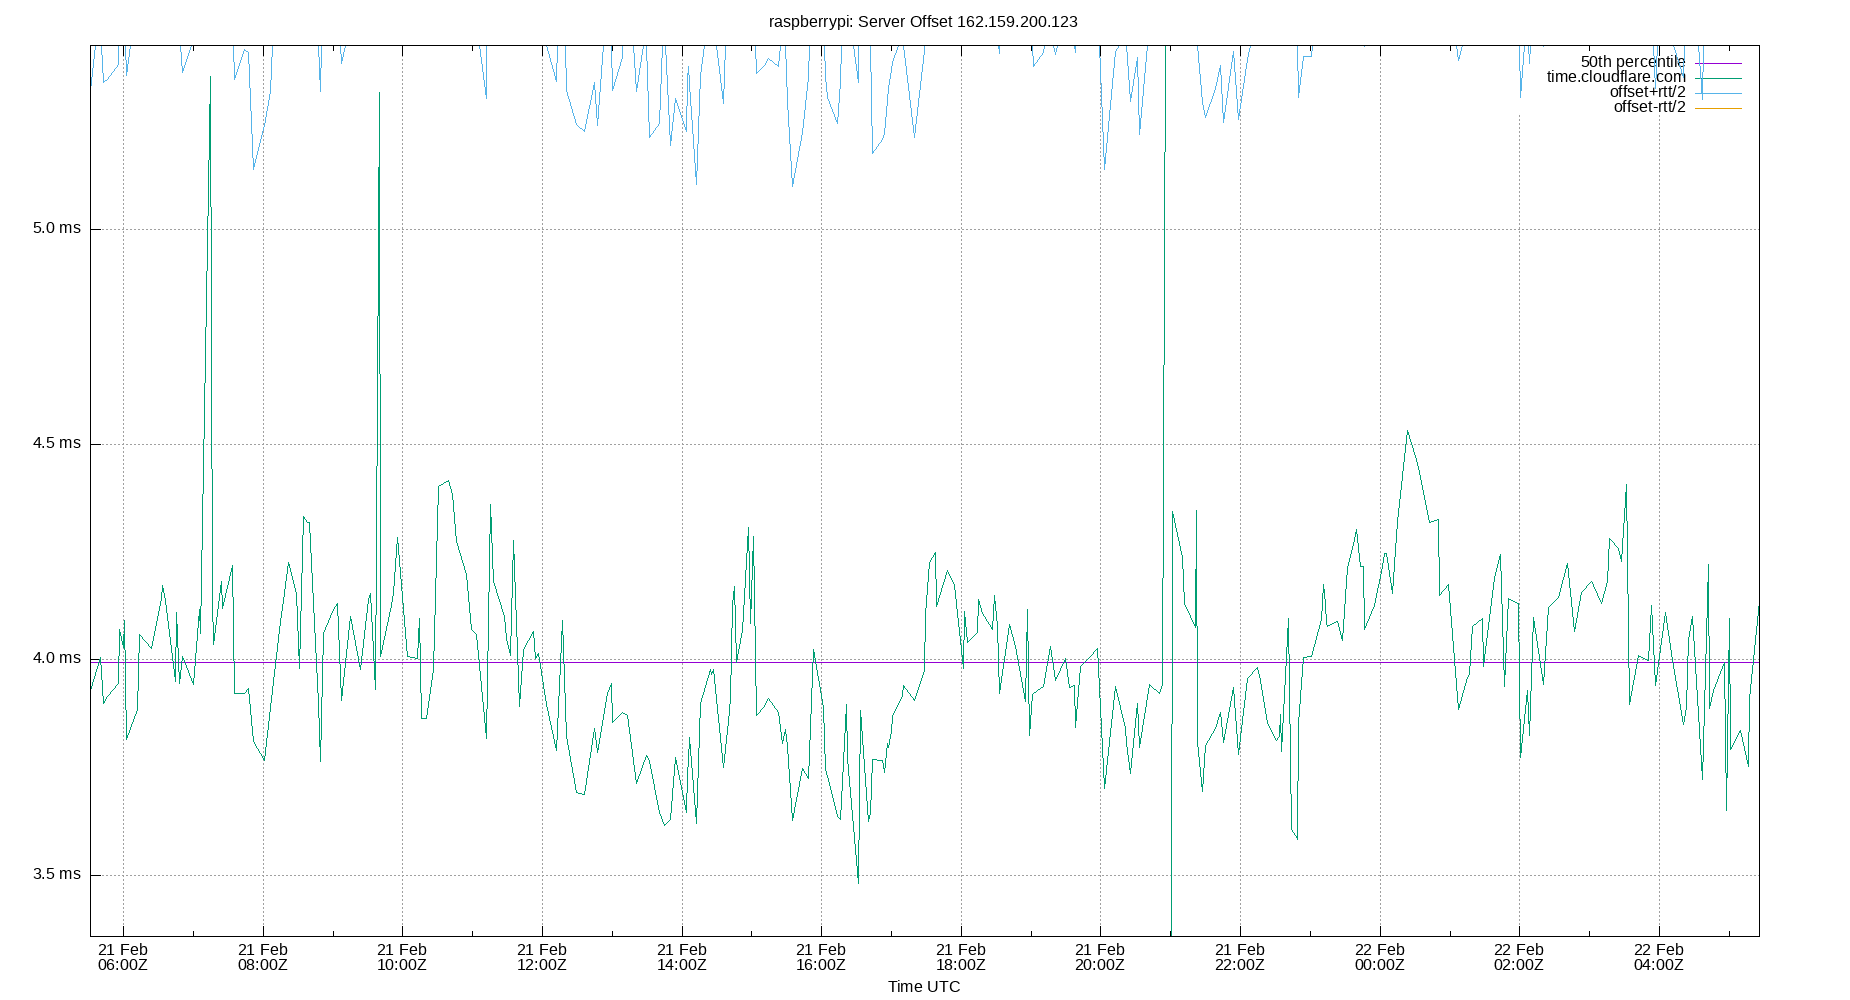 raspberrypi: Server Offset 162.159.200.123
50th percentile
time.cloudflare.com
offset+rtt/2
offset-rtt/2
5.0 ms
4.5 ms
4.0 ms
3.5 ms
21 Feb 21 Feb 21 Feb 21 Feb 21 Feb 21 Feb 21 Feb 21 Feb 21 Feb 22 Feb 22 Feb 22 Feb
06:00Z 08:00Z 10:00Z 12:00Z 14:00Z 16:00Z 18:00Z 20:00Z 22:00Z 00:00Z 02:00Z 04:00Z
Time UTC